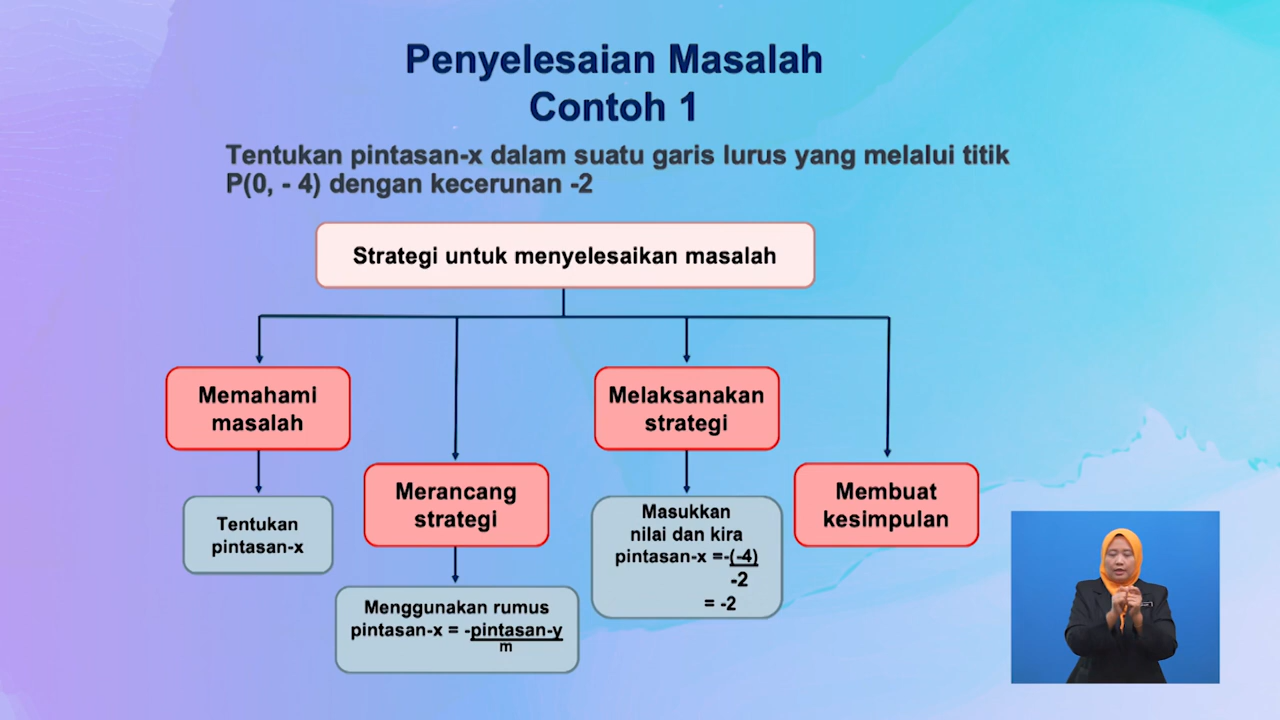 Penyelesaian Masalah
Contoh 1
Tentukan pintasan-x dalam suatu garis lurus yang melalui titik
P(0, - 4) dengan kecerunan -2
Strategi untuk menyelesaikan masalah
Memahami
masalah
Tentukan
pintasan-x
Merancang
strategi
Menggunakan rumus
pintasan-x = -pintasan-y
m
Melaksanakan
strategi
Masukkan
nilai dan kira
pintasan-x =-(-4)
-2
= -2
Membuat
kesimpulan